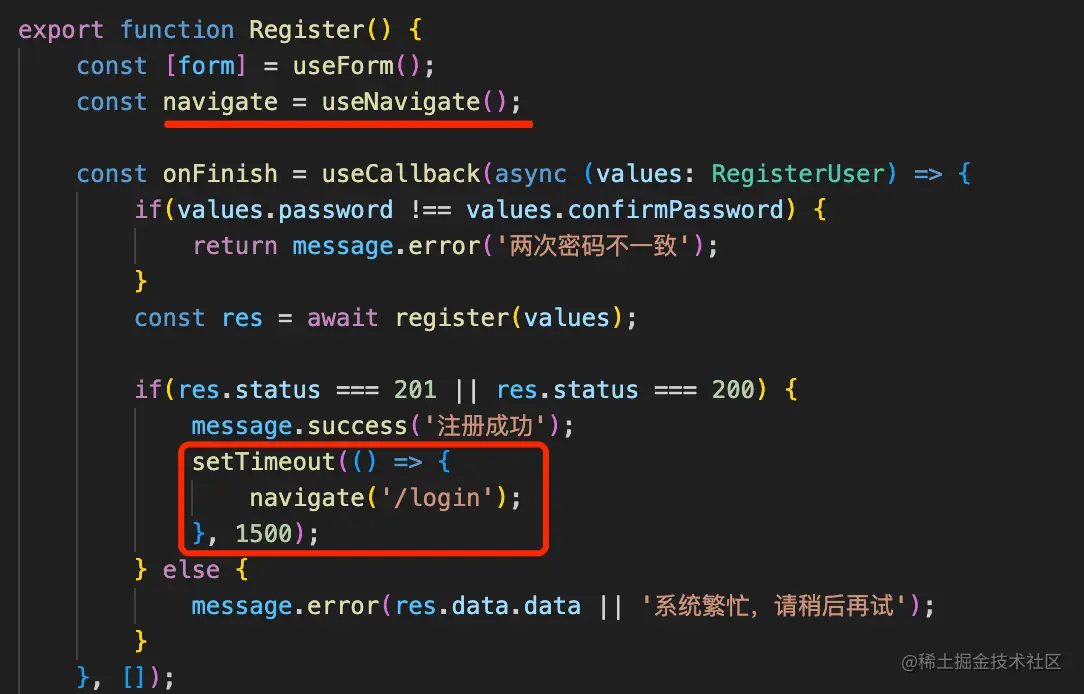 export function Register() {
const [form] = useForm();
const navigate = useNavigate();
const onFinish = useCallback(async (values: RegisterUser) => {
if(values.password !== values.confirmPassword) {
return message.error('两次密码不一致');
}
const res = await register(values);
if(res.status === 201 || res.status === 200) {
message.success('注册成功');
setTimeout(() => {
navigate('/login');
}, 1500);
} else {
message.error(res.data.data || '系统繁忙，请稍后再试');
}
}, []);
@稀土掘金技术社区